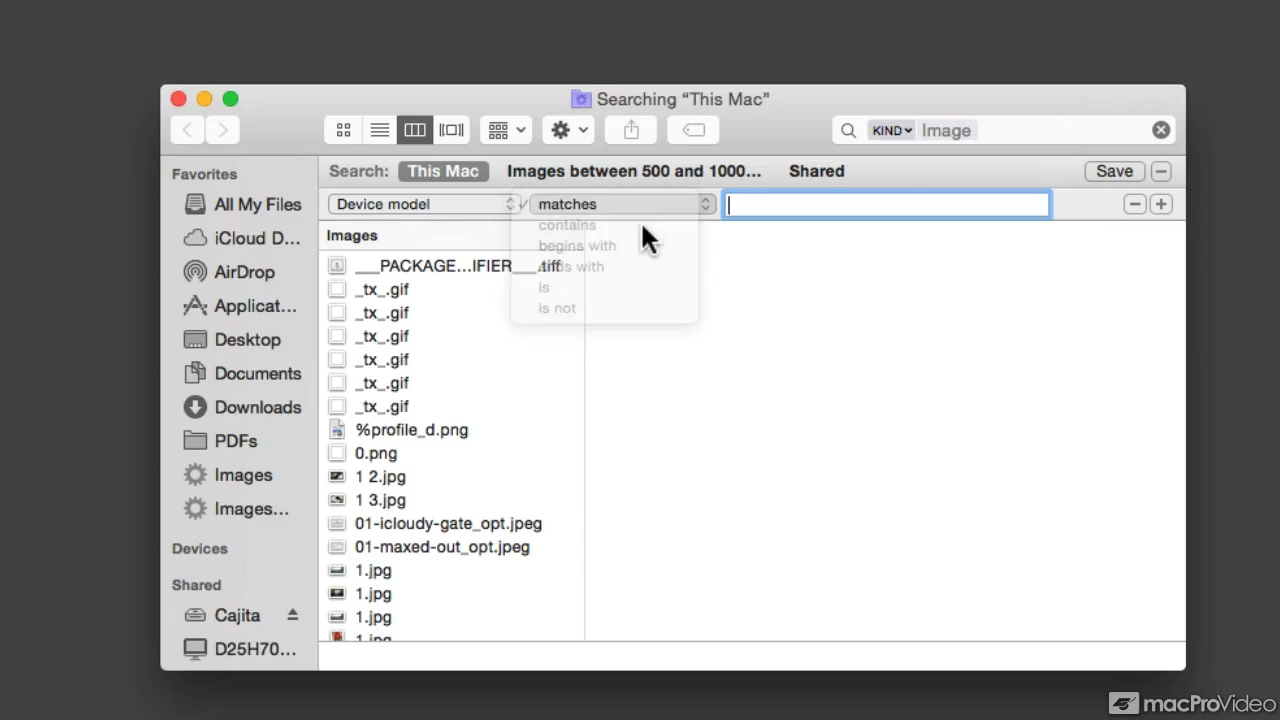 Searching “This Mac”
KIND Image
Favorites
All My Files
iCloud D...
AirDrop
Applicat...
Desktop
Documents
Downloads
PDFs
Images
Images...
Devices
Shared
Cajita
D25H70...
Search: This Mac Images between 500 and 1000... Shared Save
Device model matches
contains
begins with
ends with
is
is not
Images
___PACKAGE...IFIER___.tiff
_tx_.gif
_tx_.gif
_tx_.gif
_tx_.gif
_tx_.gif
_tx_.gif
%profile_d.png
0.png
1 2.jpg
1 3.jpg
01-icloudy-gate_opt.jpeg
01-maxed-out_opt.jpeg
1.jpg
1.jpg
1.jpg
1.jpg
macProVideo